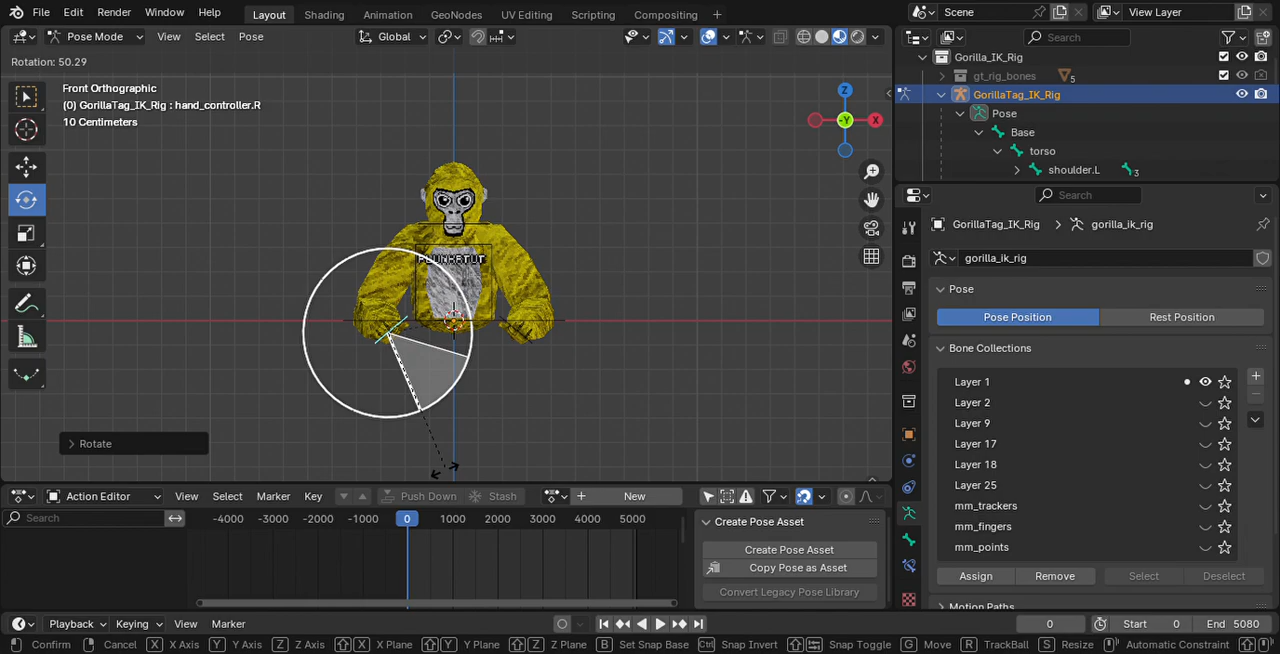 File Edit Render Window Help
Layout Shading Animation GeoNodes UV Editing Scripting Compositing +
Scene
View Layer
Pose Mode View Select Pose
Global
Search
Rotation: 50.29
Front Orthographic
(0) GorillaTag_IK_Rig : hand_controller.R
10 Centimeters
Z
X
-Y
Gorilla_IK_Rig
gt_rig_bones 5
GorillaTag_IK_Rig
Pose
Base
torso
shoulder.L 3
Search
GorillaTag_IK_Rig > gorilla_ik_rig
gorilla_ik_rig
Pose
Pose Position Rest Position
Bone Collections
Layer 1
Layer 2
Layer 9
Layer 17
Layer 18
Layer 25
mm_trackers
mm_fingers
mm_points
Assign Remove Select Deselect
Motion Paths
Rotate
Action Editor View Select Marker Key Push Down Stash + New
Search
-4000 -3000 -2000 -1000 0 1000 2000 3000 4000 5000
Create Pose Asset
Create Pose Asset
Copy Pose as Asset
Convert Legacy Pose Library
Playback Keying View Marker
0 Start 0 End 5080
Confirm Cancel X X Axis Y Y Axis Z Z Axis X X Plane Y Y Plane Z Z Plane B Set Snap Base Ctrl Snap Invert Snap Toggle G Move R TrackBall S Resize Automatic Constraint